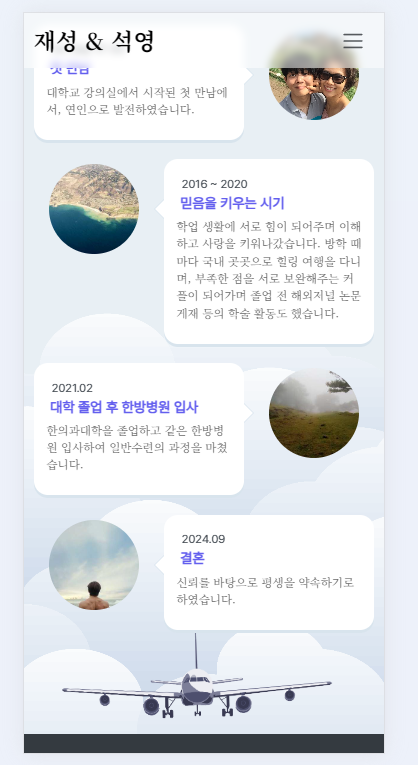 재성 & 석영
첫 만남
대학교 강의실에서 시작된 첫 만남에
서, 연인으로 발전하였습니다.
2016 ~ 2020
믿음을 키우는 시기
학업 생활에 서로 힘이 되어주며 이해
하고 사랑을 키워나갔습니다. 방학 때
마다 국내 곳곳으로 힐링 여행을 다니
며, 부족한 점을 서로 보완해주는 커
플이 되어가며 졸업 전 해외저널 논문
게재 등의 학술 활동도 했습니다.
2021.02
대학 졸업 후 한방병원 입사
한의과대학을 졸업하고 같은 한방병
원 입사하여 일반수련의 과정을 마쳤
습니다.
2024.09
결혼
신뢰를 바탕으로 평생을 약속하기로
하였습니다.